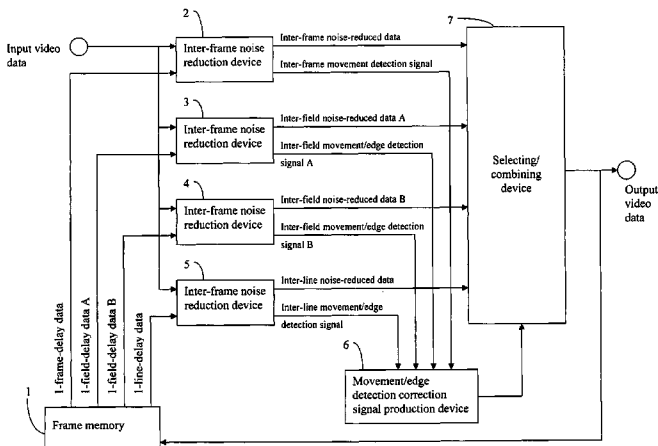 2
7
Input video
data
Inter-frame noise
reduction device
Inter-frame noise-reduced data
Inter-frame movement detection signal
3
Inter-frame noise
reduction device
Inter-field noise-reduced data A
Inter-field movement/edge detection
signal A
Selecting/
combining
device
4
Inter-frame noise
reduction device
Inter-field noise-reduced data B
Inter-field movement/edge detection
signal B
Output
video
data
5
Inter-frame noise
reduction device
Inter-line noise-reduced data
Inter-line movement/edge
detection signal
1-frame-delay data
1-field-delay data A
1-field-delay data B
1-line-delay data
6
Movement/edge
detection correction
signal production device
1
Frame memory